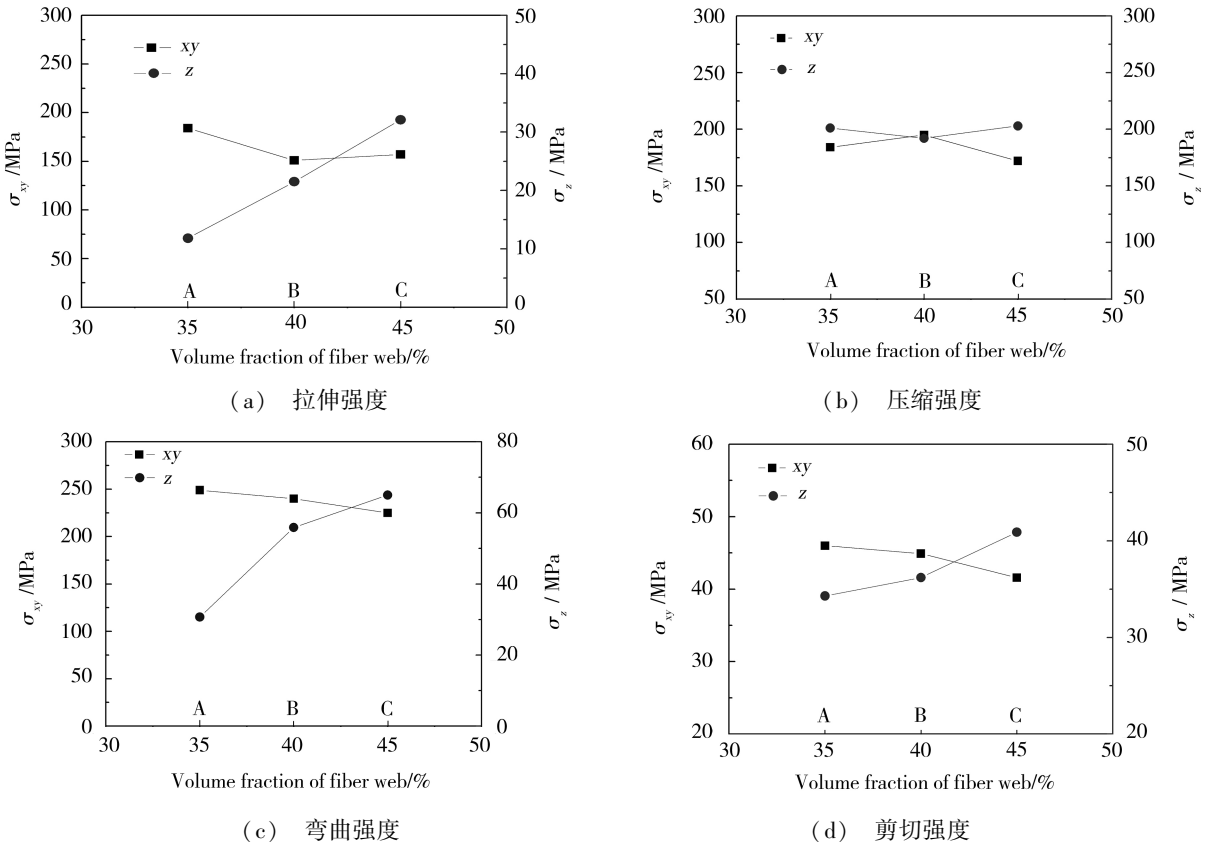 300
250
200
150
100
50
0
σxy /MPa
xy
z
50
40
30
20
10
0
σz / MPa
A B C
30 35 40 45 50
Volume fraction of fiber web/%
(a) 拉伸强度
300
250
200
150
100
50
σxy /MPa
xy
z
300
250
200
150
100
50
σz / MPa
A B C
30 35 40 45 50
Volume fraction of fiber web/%
(b) 压缩强度
300
250
200
150
100
50
0
σxy /MPa
xy
z
80
60
40
20
0
σz / MPa
A B C
30 35 40 45 50
Volume fraction of fiber web/%
(c) 弯曲强度
60
50
40
30
20
σxy /MPa
xy
z
50
40
30
20
σz / MPa
A B C
30 35 40 45 50
Volume fraction of fiber web/%
(d) 剪切强度